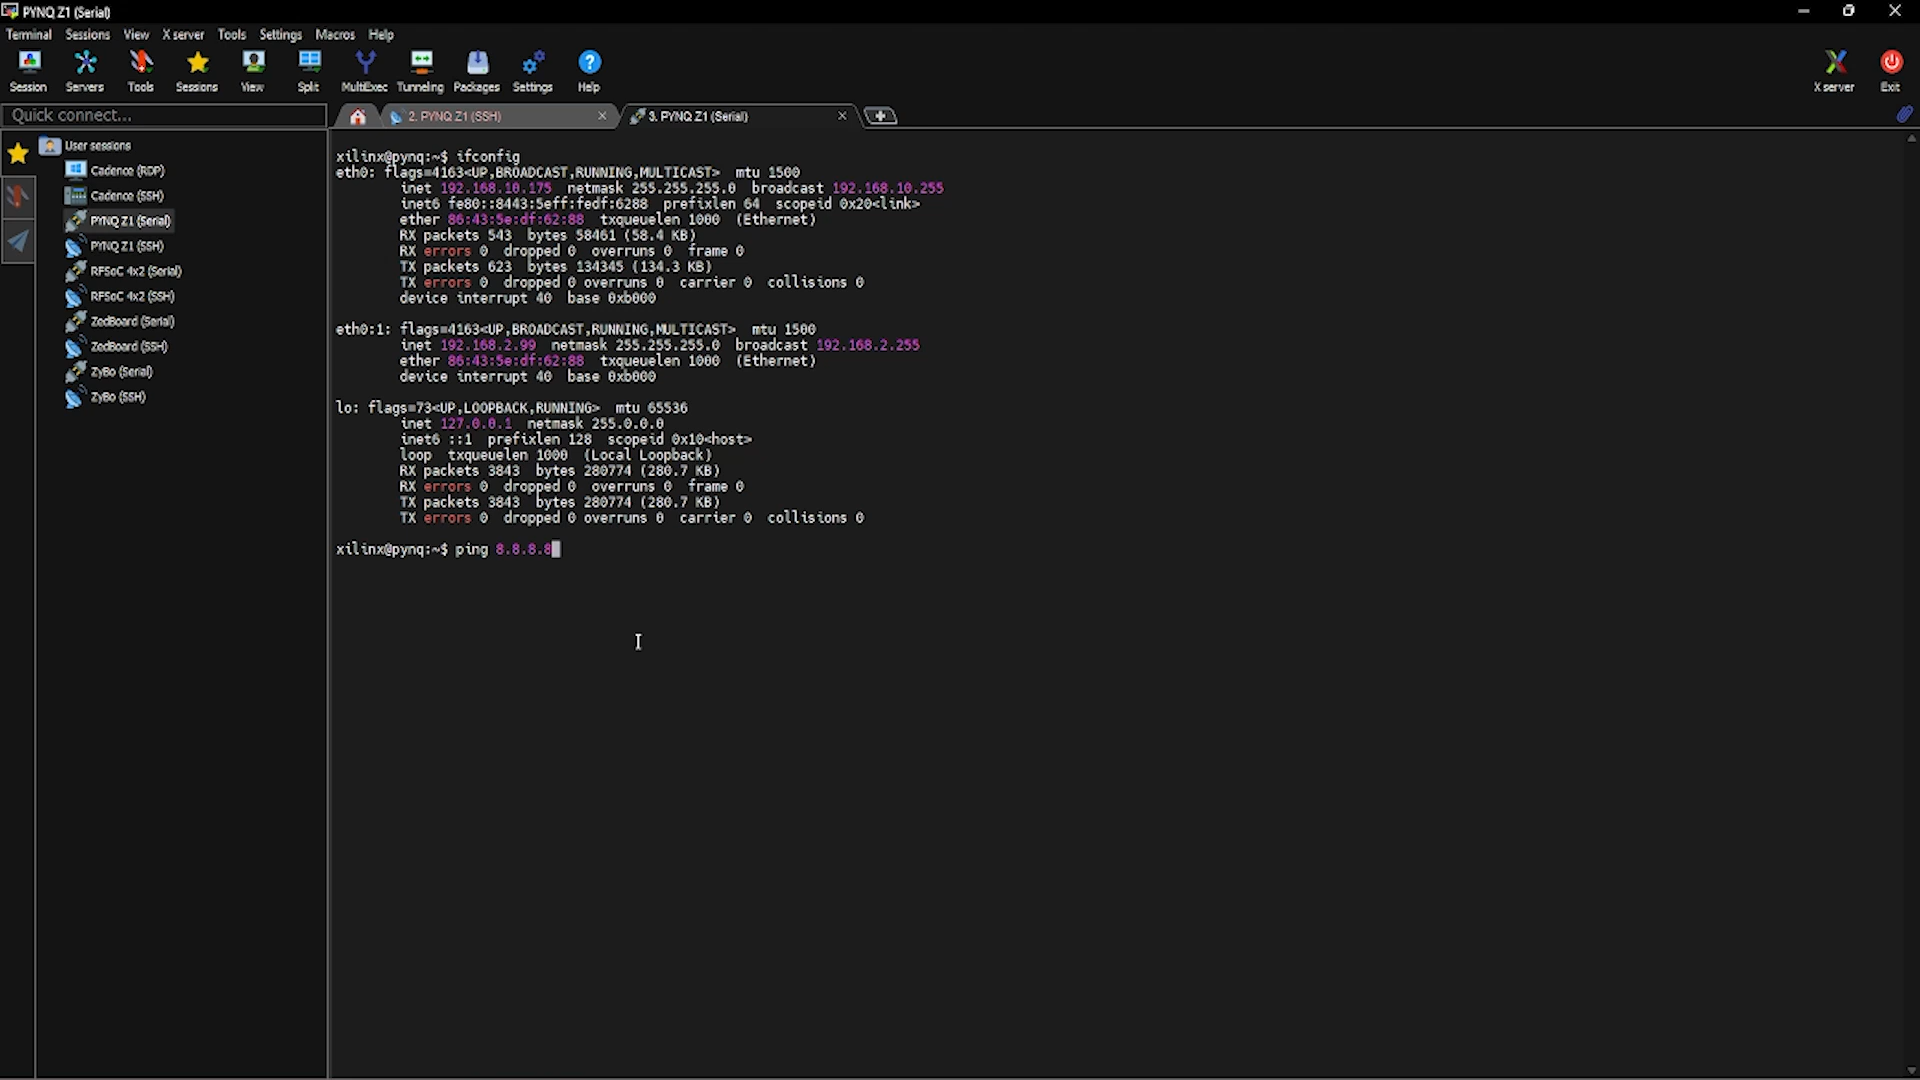 PYNQ Z1 (Serial)
Terminal Sessions View X server Tools Settings Macros Help
Session Servers Tools Sessions View Split MultiExec Tunneling Packages Settings Help X server Exit
Quick connect...
2. PYNQ Z1 (SSH)
3. PYNQ Z1 (Serial)
User sessions
Cadence (RDP)
Cadence (SSH)
PYNQ Z1 (Serial)
PYNQ Z1 (SSH)
RFSoC 4x2 (Serial)
RFSoC 4x2 (SSH)
ZedBoard (Serial)
ZedBoard (SSH)
ZyBo (Serial)
ZyBo (SSH)
xilinx@pynq:~$ ifconfig
eth0: flags=4163<UP,BROADCAST,RUNNING,MULTICAST>  mtu 1500
inet 192.168.10.175  netmask 255.255.255.0  broadcast 192.168.10.255
inet6 fe80::8443:5eff:fedf:6288  prefixlen 64  scopeid 0x20<link>
ether 86:43:5e:df:62:88  txqueuelen 1000  (Ethernet)
RX packets 543  bytes 58461 (58.4 KB)
RX errors 0  dropped 0  overruns 0  frame 0
TX packets 623  bytes 134345 (134.3 KB)
TX errors 0  dropped 0 overruns 0  carrier 0  collisions 0
device interrupt 40  base 0xb000
eth0:1: flags=4163<UP,BROADCAST,RUNNING,MULTICAST>  mtu 1500
inet 192.168.2.99  netmask 255.255.255.0  broadcast 192.168.2.255
ether 86:43:5e:df:62:88  txqueuelen 1000  (Ethernet)
device interrupt 40  base 0xb000
lo: flags=73<UP,LOOPBACK,RUNNING>  mtu 65536
inet 127.0.0.1  netmask 255.0.0.0
inet6 ::1  prefixlen 128  scopeid 0x10<host>
loop  txqueuelen 1000  (Local Loopback)
RX packets 3843  bytes 280774 (280.7 KB)
RX errors 0  dropped 0  overruns 0  frame 0
TX packets 3843  bytes 280774 (280.7 KB)
TX errors 0  dropped 0 overruns 0  carrier 0  collisions 0
xilinx@pynq:~$ ping 8.8.8.8